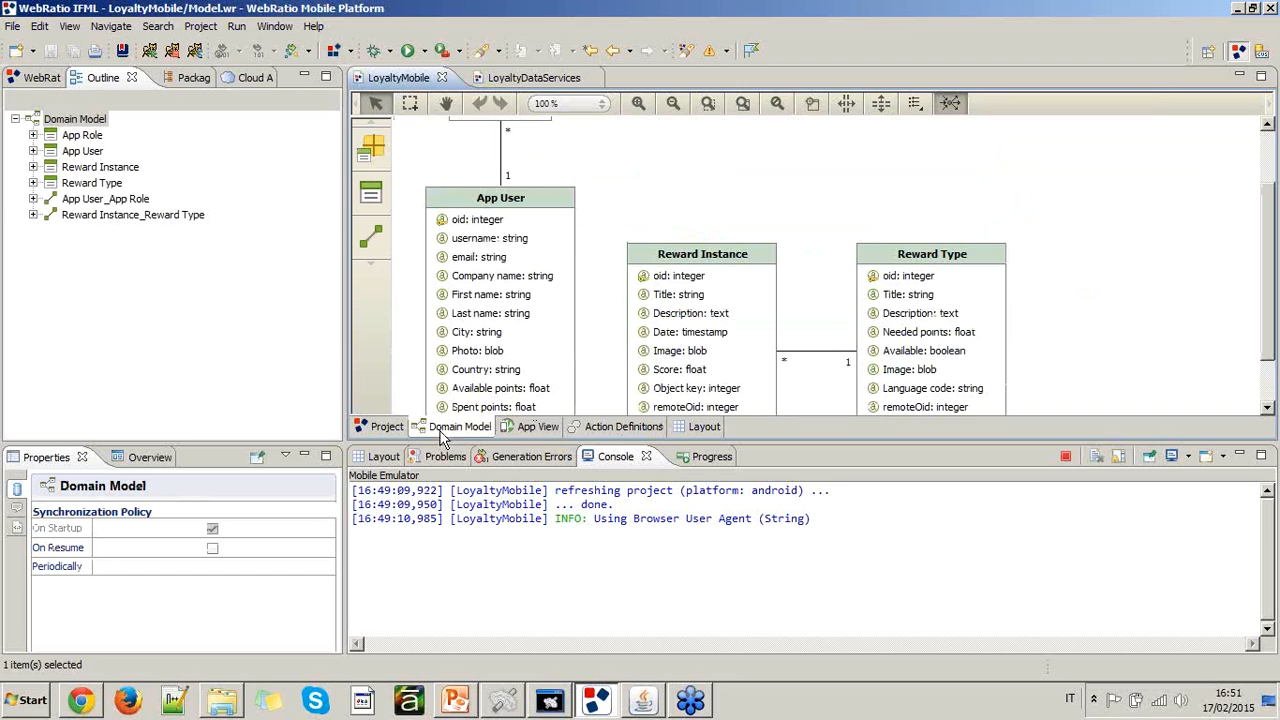 WebRatio IFML - LoyaltyMobile/Model.wr - WebRatio Mobile Platform
File Edit View Navigate Search Project Run Window Help
WebRat Outline Packag Cloud A
LoyaltyMobile LoyaltyDataServices
100 %
Domain Model
App Role
App User
Reward Instance
Reward Type
App User_App Role
Reward Instance_Reward Type
*
1
App User
oid: integer
username: string
email: string
Company name: string
First name: string
Last name: string
City: string
Photo: blob
Country: string
Available points: float
Spent points: float
Reward Instance
oid: integer
Title: string
Description: text
Date: timestamp
Image: blob
Score: float
Object key: integer
remoteOid: integer
* 1
Reward Type
oid: integer
Title: string
Description: text
Needed points: float
Available: boolean
Image: blob
Language code: string
remoteOid: integer
Project Domain Model App View Action Definitions Layout
Properties Overview
Domain Model
Synchronization Policy
On Startup
On Resume
Periodically
Layout Problems Generation Errors Console Progress
Mobile Emulator
[16:49:09,922] [LoyaltyMobile] refreshing project (platform: android) ...
[16:49:09,950] [LoyaltyMobile] ... done.
[16:49:10,985] [LoyaltyMobile] INFO: Using Browser User Agent (String)
1 item(s) selected
Start
IT
16:51
17/02/2015